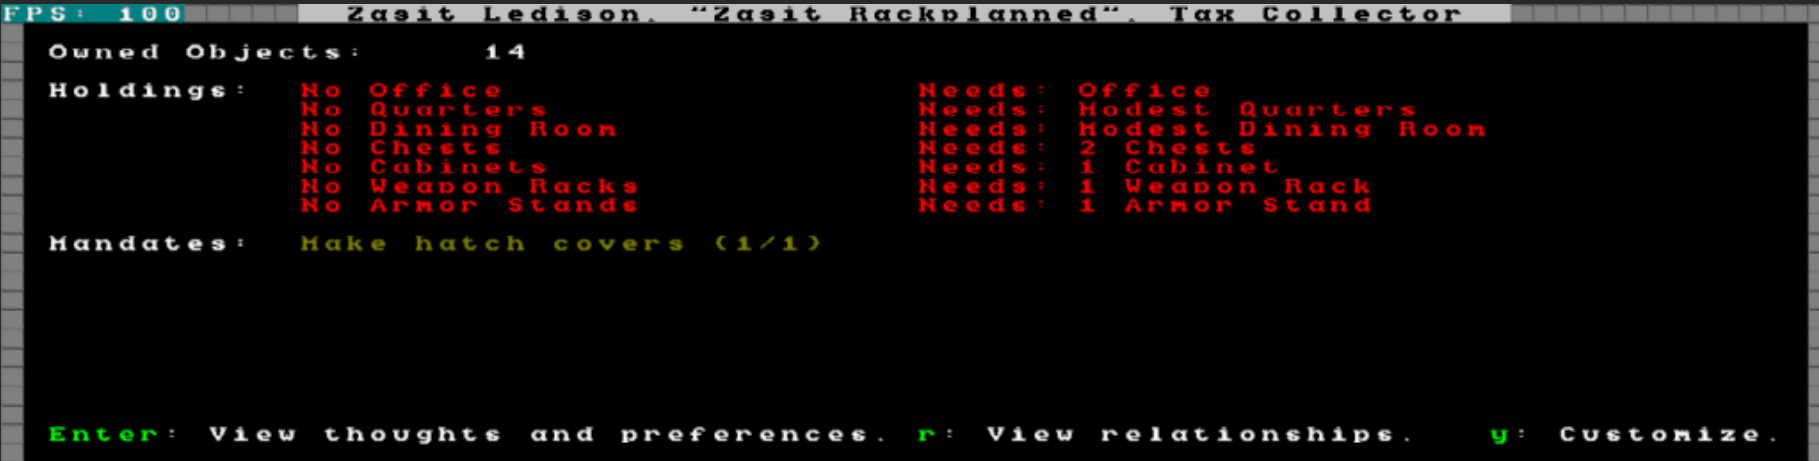 FPS: 100 Zasit Ledison, "Zasit Rackplanned", Tax Collector
Owned Objects: 14
Holdings: No Office Needs: Office
No Quarters Needs: Modest Quarters
No Dining Room Needs: Modest Dining Room
No Chests Needs: 2 Chests
No Cabinets Needs: 1 Cabinet
No Weapon Racks Needs: 1 Weapon Rack
No Armor Stands Needs: 1 Armor Stand
Mandates: Make hatch covers (1/1)
Enter: View thoughts and preferences. r: View relationships. y: Customize.